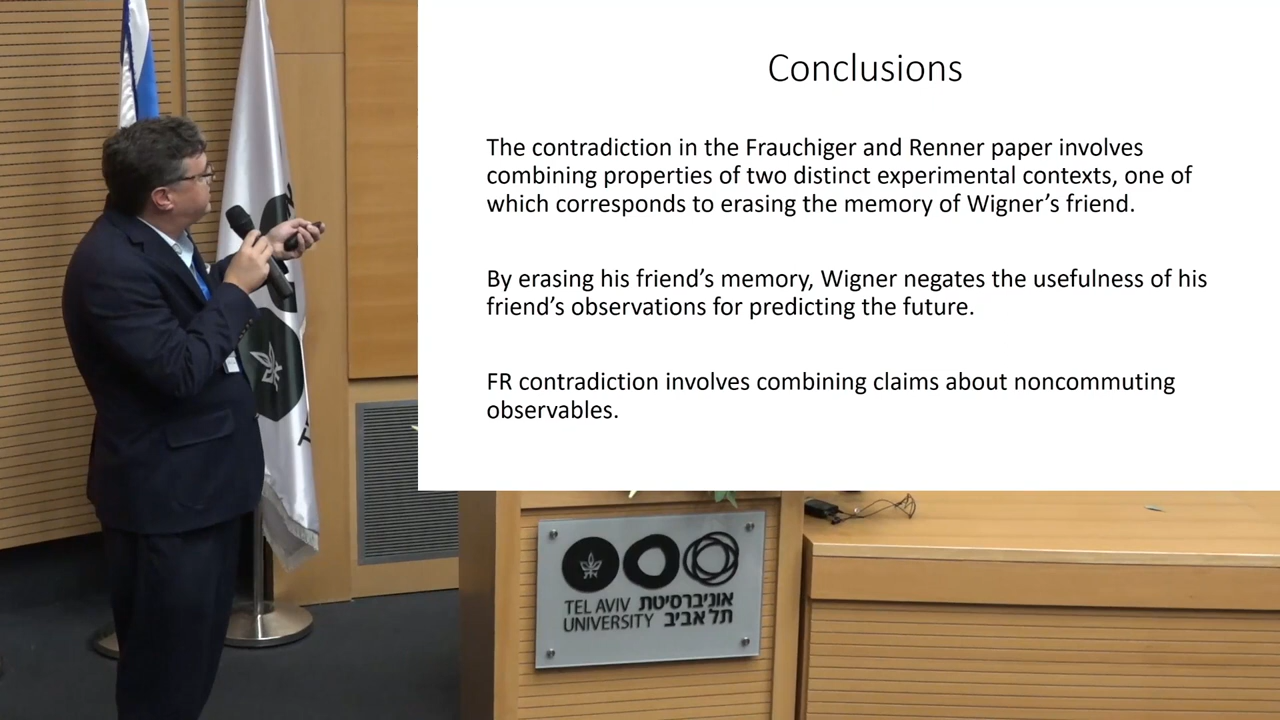 Conclusions
The contradiction in the Frauchiger and Renner paper involves
combining properties of two distinct experimental contexts, one of
which corresponds to erasing the memory of Wigner’s friend.
By erasing his friend’s memory, Wigner negates the usefulness of his
friend’s observations for predicting the future.
FR contradiction involves combining claims about noncommuting
observables.
TEL AVIV אוניברסיטת
UNIVERSITY תל אביב